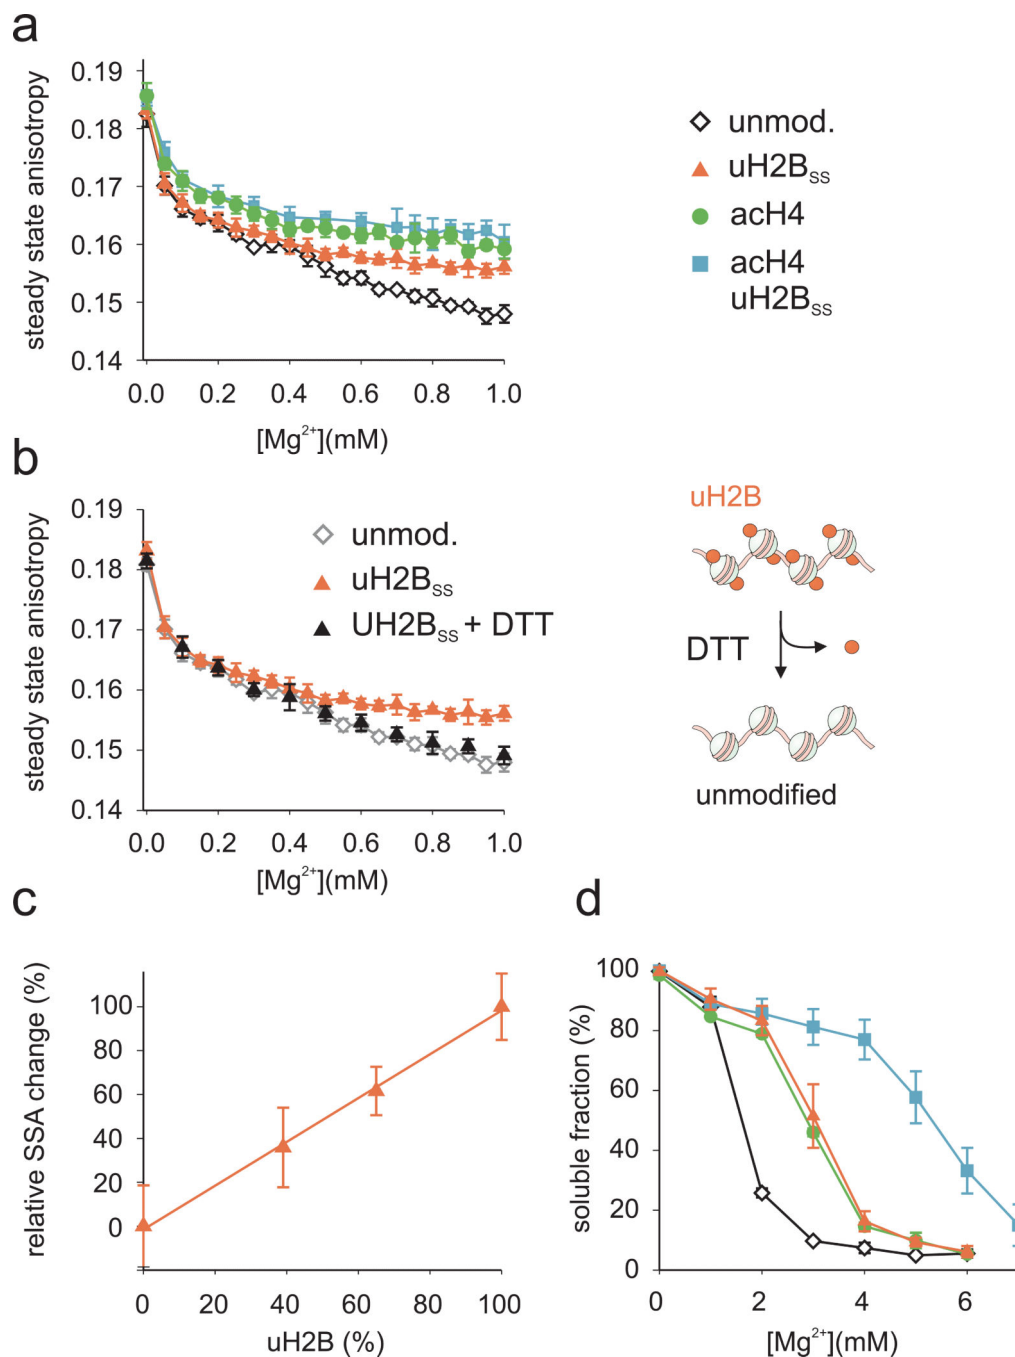 a
steady state anisotropy
0.19
0.18
0.17
0.16
0.15
0.14
0.0 0.2 0.4 0.6 0.8 1.0
[Mg²⁺](mM)
unmod.
uH2B_SS
acH4
acH4
uH2B_SS
b
steady state anisotropy
0.19
0.18
0.17
0.16
0.15
0.14
0.0 0.2 0.4 0.6 0.8 1.0
[Mg²⁺](mM)
unmod.
uH2B_SS
UH2B_SS + DTT
uH2B
DTT
unmodified
c
relative SSA change (%)
100
80
60
40
20
0
0 20 40 60 80 100
uH2B (%)
d
soluble fraction (%)
100
80
60
40
20
0
0 2 4 6
[Mg²⁺](mM)